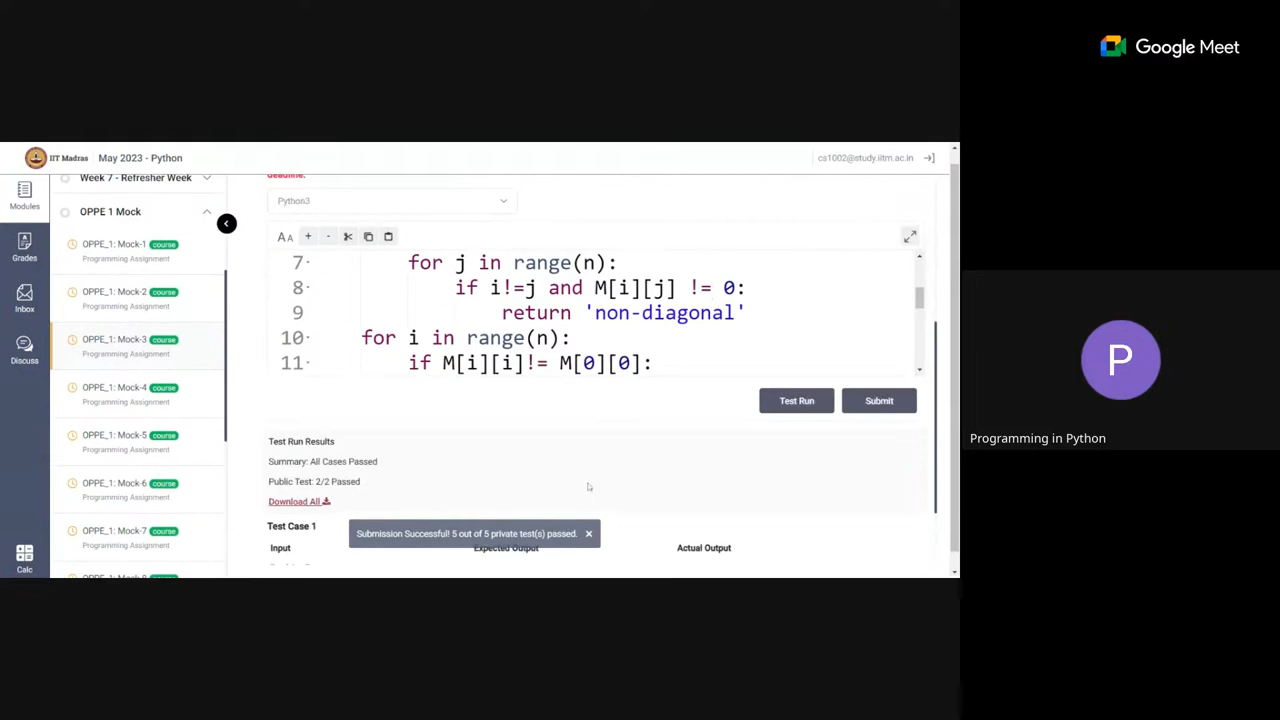 Google Meet
IIT Madras
May 2023 - Python
cs1002@study.iitm.ac.in
Modules
Grades
Inbox
Discuss
Calc
Week 7 - Refresher Week
OPPE 1 Mock
OPPE_1: Mock-1 course
Programming Assignment
OPPE_1: Mock-2 course
Programming Assignment
OPPE_1: Mock-3 course
Programming Assignment
OPPE_1: Mock-4 course
Programming Assignment
OPPE_1: Mock-5 course
Programming Assignment
OPPE_1: Mock-6 course
Programming Assignment
OPPE_1: Mock-7 course
Programming Assignment
deadline.
Python3
AA + -
7 for j in range(n):
8 if i!=j and M[i][j] != 0:
9 return 'non-diagonal'
10 for i in range(n):
11 if M[i][i]!= M[0][0]:
Test Run Submit
Test Run Results
Summary: All Cases Passed
Public Test: 2/2 Passed
Download All
Test Case 1
Submission Successful! 5 out of 5 private test(s) passed. ×
Input Expected Output Actual Output
P
Programming in Python